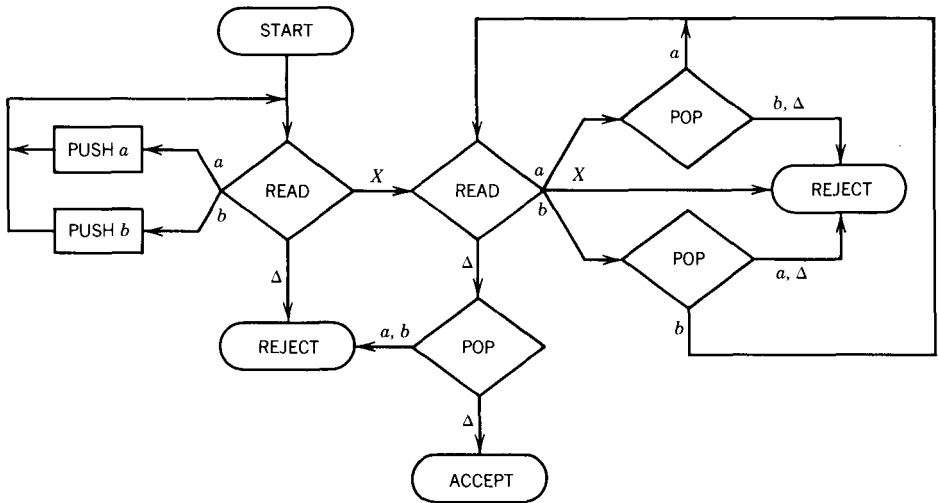 START
a
POP
b, Δ
PUSH a
a
READ
X
READ
a
X
b
REJECT
PUSH b
b
POP
a, Δ
Δ
Δ
b
REJECT
a, b
POP
Δ
ACCEPT